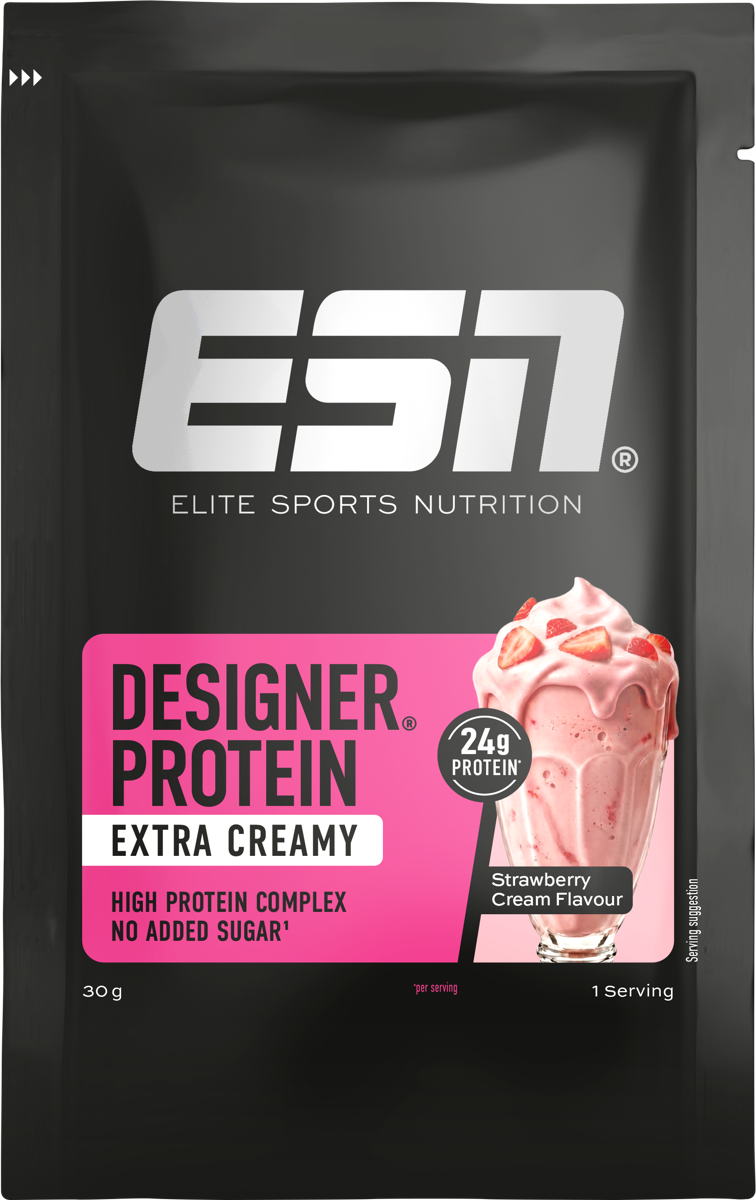 ESN®
ELITE SPORTS NUTRITION
DESIGNER®
PROTEIN
EXTRA CREAMY
HIGH PROTEIN COMPLEX
NO ADDED SUGAR¹
24g
PROTEIN*
Strawberry
Cream Flavour
Serving suggestion
30 g
*per serving
1 Serving